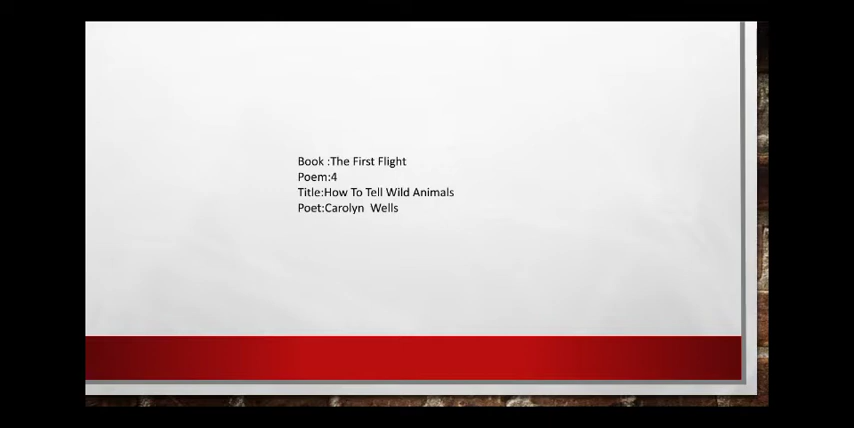 Book :The First Flight
Poem:4
Title:How To Tell Wild Animals
Poet:Carolyn  Wells